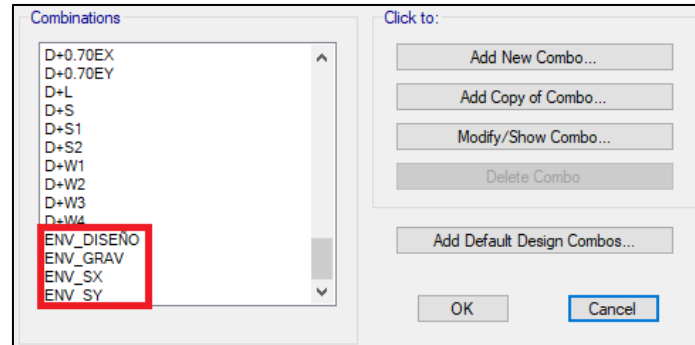 Combinations
D+0.70EX
D+0.70EY
D+L
D+S
D+S1
D+S2
D+W1
D+W2
D+W3
D+W4
ENV_DISEÑO
ENV_GRAV
ENV_SX
ENV_SY
Click to:
Add New Combo...
Add Copy of Combo...
Modify/Show Combo...
Delete Combo
Add Default Design Combos...
OK
Cancel